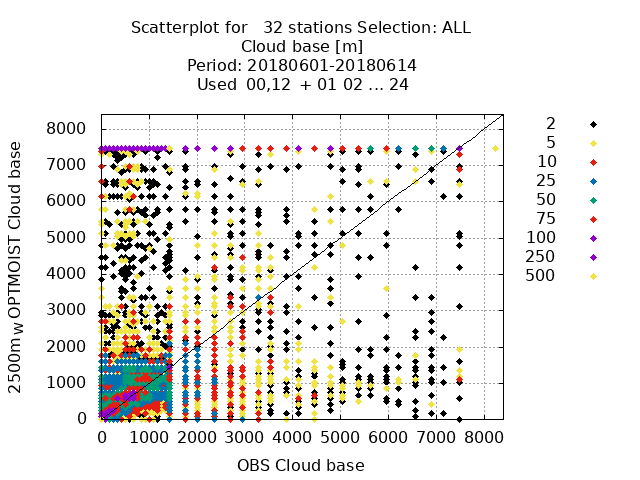 Scatterplot for 32 stations Selection: ALL
Cloud base [m]
Period: 20180601-20180614
Used 00,12 + 01 02 ... 24
2500m_W OPTMOIST Cloud base
8000
7000
6000
5000
4000
3000
2000
1000
0
0 1000 2000 3000 4000 5000 6000 7000 8000
OBS Cloud base
2
5
10
25
50
75
100
250
500